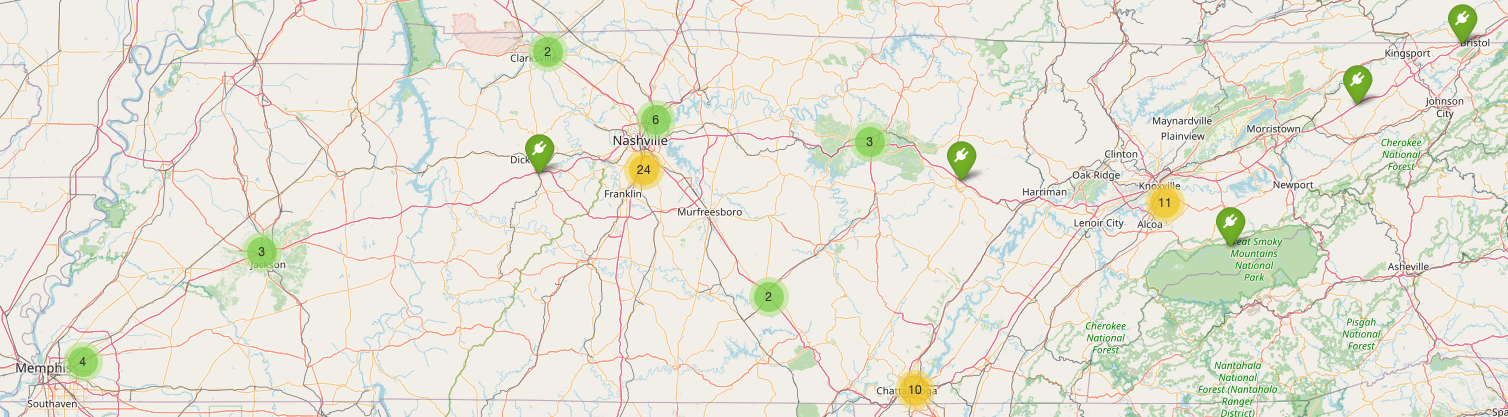 Bristol
Kingsport
2
Clarksville
Johnson
City
6
Maynardville
Plainview
Morristown
Nashville
3
Cherokee
National
Forest
Clinton
24
Oak Ridge
Knoxville
Newport
Harriman
Franklin
11
Murfreesboro
Lenoir City
Alcoa
3
Jackson
Great Smoky
Mountains
National
Park
Asheville
2
Cherokee
National
Forest
Pisgah
National
Forest
4
Memphis
Nantahala
National
Forest (Nantahala
Ranger
District)
10
Chattanooga
Southaven